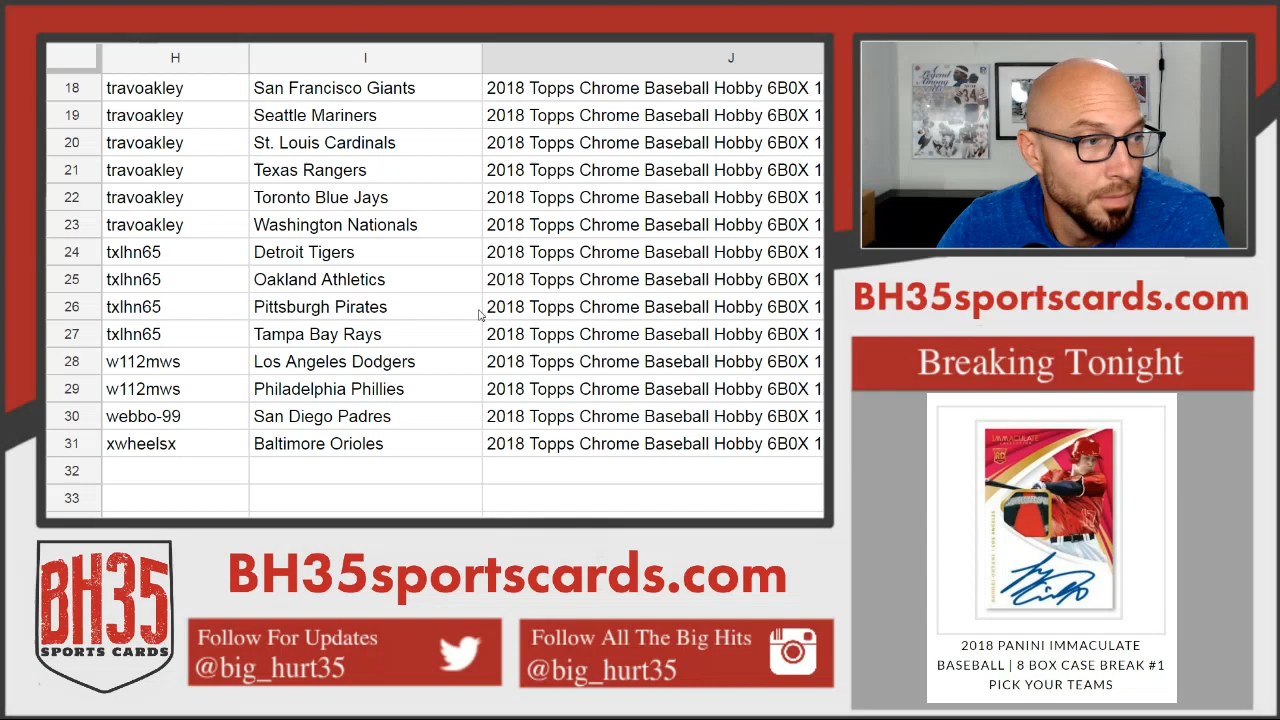 H I J
18 travoakley San Francisco Giants 2018 Topps Chrome Baseball Hobby 6B0X 1
19 travoakley Seattle Mariners 2018 Topps Chrome Baseball Hobby 6B0X 1
20 travoakley St. Louis Cardinals 2018 Topps Chrome Baseball Hobby 6B0X 1
21 travoakley Texas Rangers 2018 Topps Chrome Baseball Hobby 6B0X 1
22 travoakley Toronto Blue Jays 2018 Topps Chrome Baseball Hobby 6B0X 1
23 travoakley Washington Nationals 2018 Topps Chrome Baseball Hobby 6B0X 1
24 txlhn65 Detroit Tigers 2018 Topps Chrome Baseball Hobby 6B0X 1
25 txlhn65 Oakland Athletics 2018 Topps Chrome Baseball Hobby 6B0X 1
26 txlhn65 Pittsburgh Pirates 2018 Topps Chrome Baseball Hobby 6B0X 1
27 txlhn65 Tampa Bay Rays 2018 Topps Chrome Baseball Hobby 6B0X 1
28 w112mws Los Angeles Dodgers 2018 Topps Chrome Baseball Hobby 6B0X 1
29 w112mws Philadelphia Phillies 2018 Topps Chrome Baseball Hobby 6B0X 1
30 webbo-99 San Diego Padres 2018 Topps Chrome Baseball Hobby 6B0X 1
31 xwheelsx Baltimore Orioles 2018 Topps Chrome Baseball Hobby 6B0X 1
32
33
34
BH35sportscards.com
Breaking Tonight
IMMACULATE
COLLECTION
RC
17
2018 PANINI IMMACULATE
BASEBALL | 8 BOX CASE BREAK #1
PICK YOUR TEAMS
BH35
SPORTS CARDS
BH35sportscards.com
Follow For Updates
@big_hurt35
Follow All The Big Hits
@big_hurt35